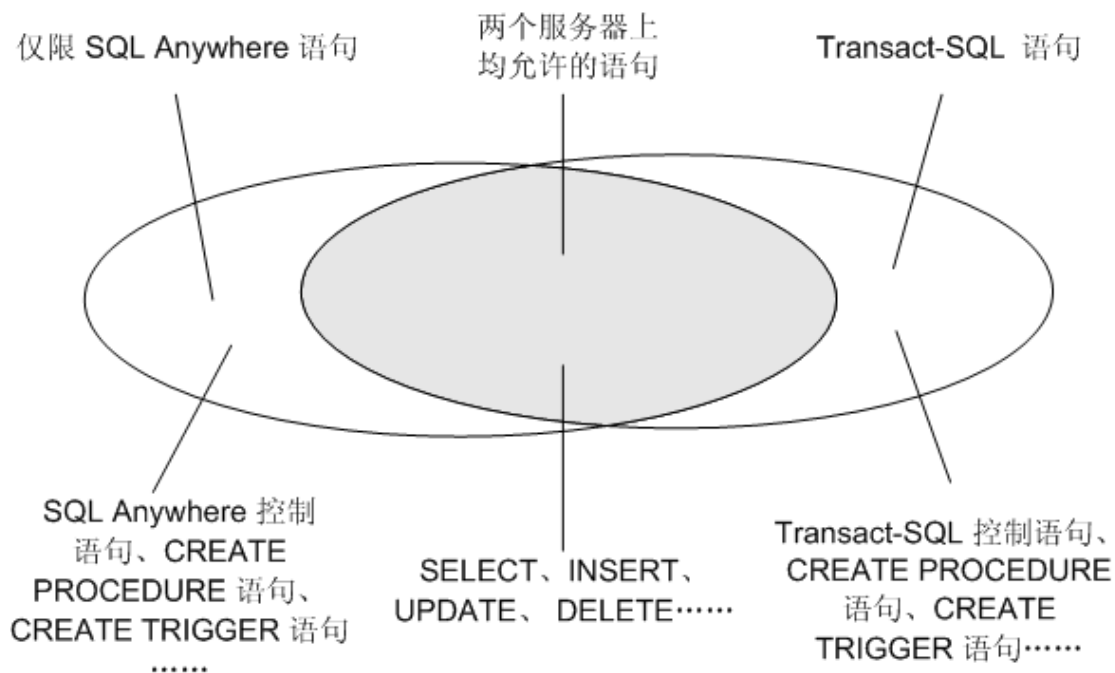 仅限 SQL Anywhere 语句
两个服务器上
均允许的语句
Transact-SQL 语句
SQL Anywhere 控制
语句、CREATE
PROCEDURE 语句、
CREATE TRIGGER 语句
……
SELECT、INSERT、
UPDATE、 DELETE……
Transact-SQL 控制语句、
CREATE PROCEDURE
语句、CREATE
TRIGGER 语句……